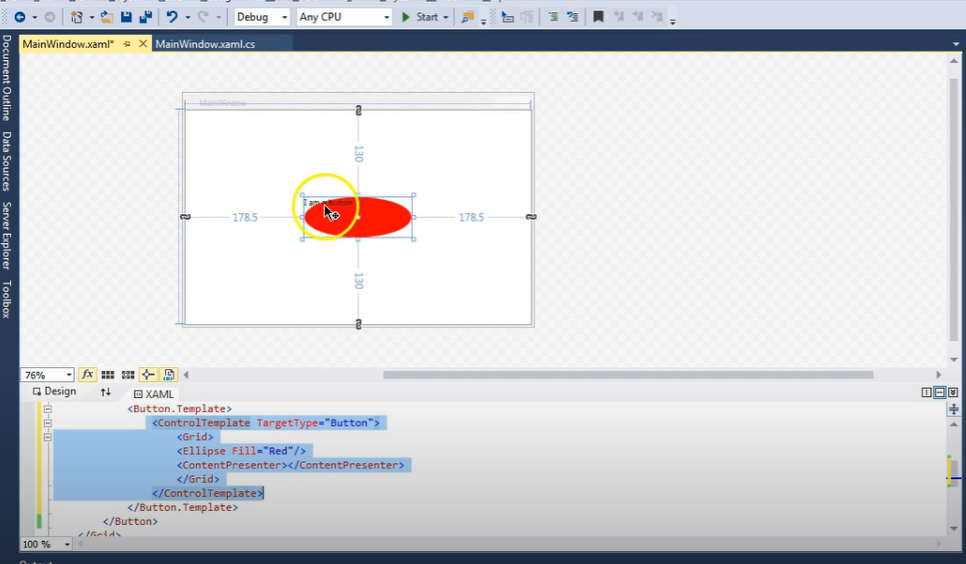 Debug
Any CPU
Start
MainWindow.xaml*
MainWindow.xaml.cs
Document Outline
Data Sources
Server Explorer
Toolbox
MainWindow
130
I am a button
178.5
178.5
130
76%
fx
Design
XAML
<Button.Template>
<ControlTemplate TargetType="Button">
<Grid>
<Ellipse Fill="Red"/>
<ContentPresenter></ContentPresenter>
</Grid>
</ControlTemplate>
</Button.Template>
</Button>
</Grid>
100 %
Output